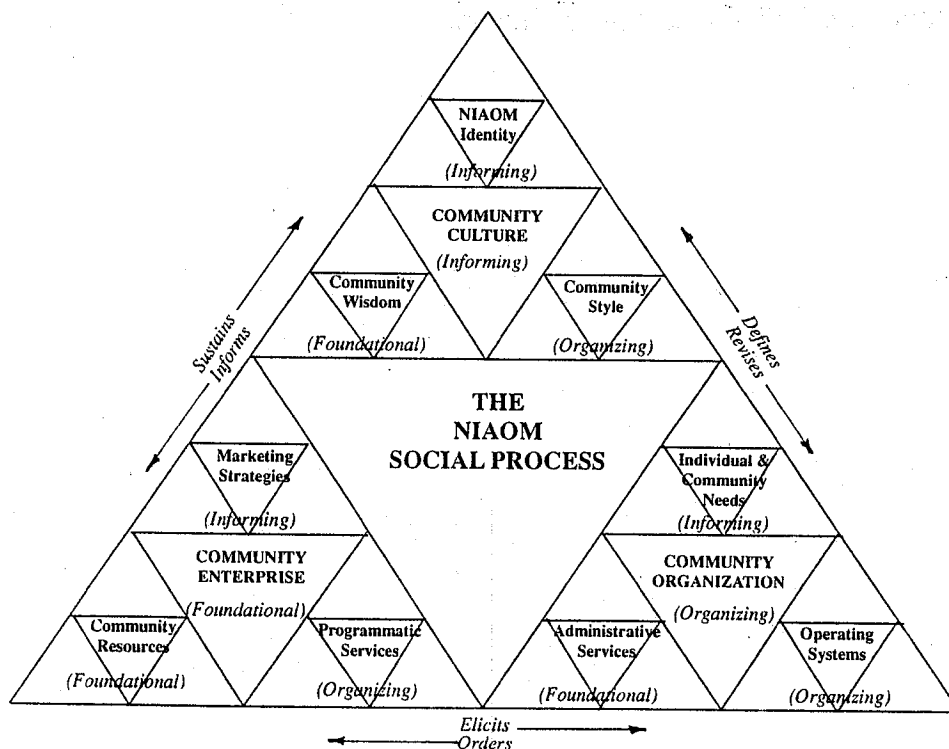 NIAOM
Identity
(Informing)
COMMUNITY
CULTURE
(Informing)
Community
Wisdom
(Foundational)
Community
Style
(Organizing)
Sustains
Informs
Defines
Revises
THE
NIAOM
SOCIAL PROCESS
Marketing
Strategies
(Informing)
Individual &
Community
Needs
(Informing)
COMMUNITY
ENTERPRISE
(Foundational)
COMMUNITY
ORGANIZATION
(Organizing)
Community
Resources
(Foundational)
Programmatic
Services
(Organizing)
Administrative
Services
(Foundational)
Operating
Systems
(Organizing)
Elicits
Orders